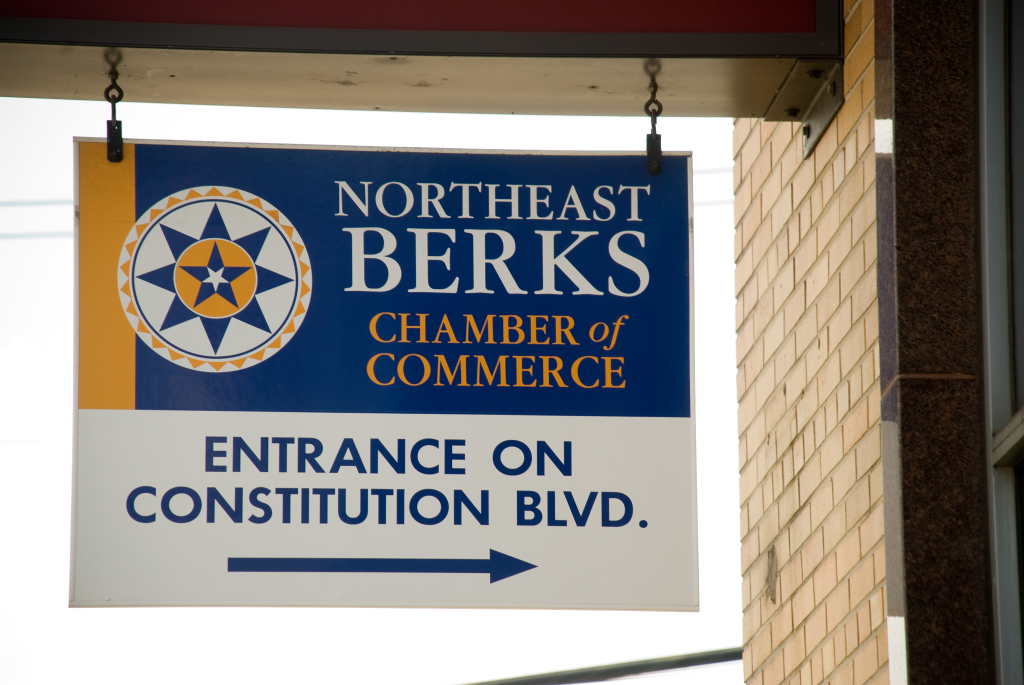 NORTHEAST
BERKS
CHAMBER of
COMMERCE
ENTRANCE ON
CONSTITUTION BLVD.